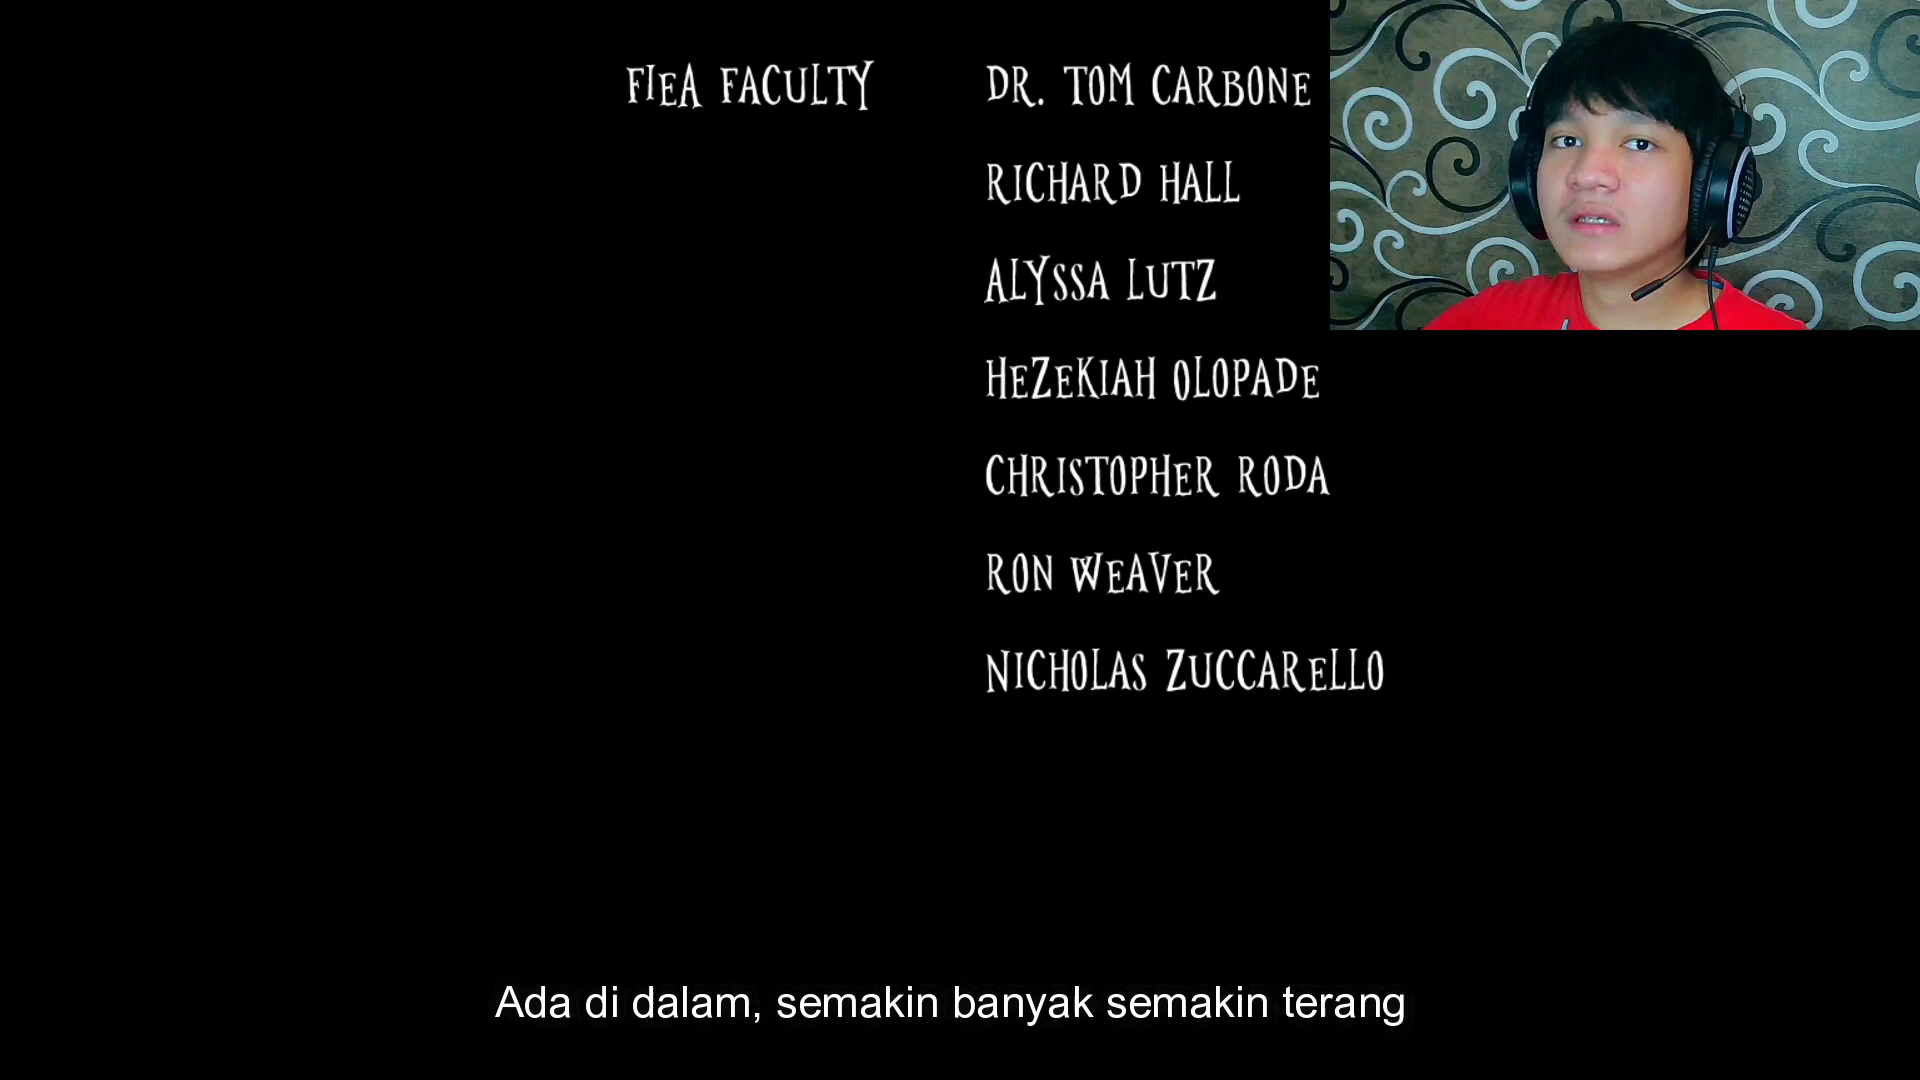 FIEA FACULTY DR. TOM CARBONE
RICHARD HALL
ALYSSA LUTZ
HEZEKIAH OLOPADE
CHRISTOPHER RODA
RON WEAVER
NICHOLAS ZUCCARELLO
Ada di dalam, semakin banyak semakin terang